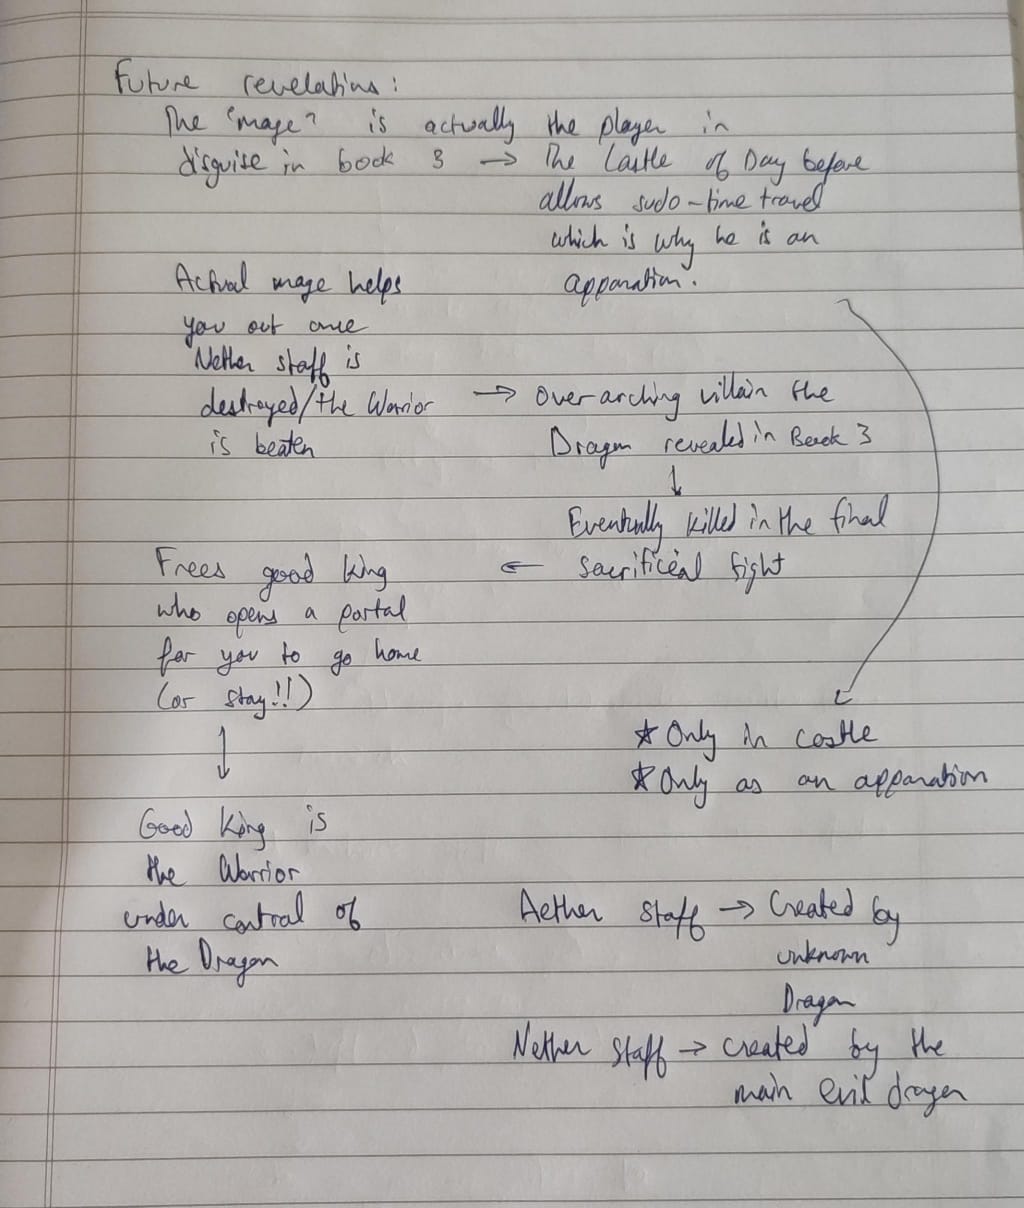 Future revelations:
The "mage" is actually the player in
disguise in book 3 → The Castle of Day before
allows sudo-time travel
which is why he is an
apparation.
Actual mage helps
you out once
Nether staff is
destroyed/the Warrior → Overarching villain the
is beaten
Dragon revealed in Book 3
↓
Eventually killed in the final
sacrificial fight ←
Frees good king
who opens a portal
for you to go home
(or stay!!)
↓
Good King is
the Warrior
under control of
the Dragon
★ Only in castle
★ Only as an apparation
Aether staff → Created by
unknown
Dragon
Nether staff → created by the
main evil dragon